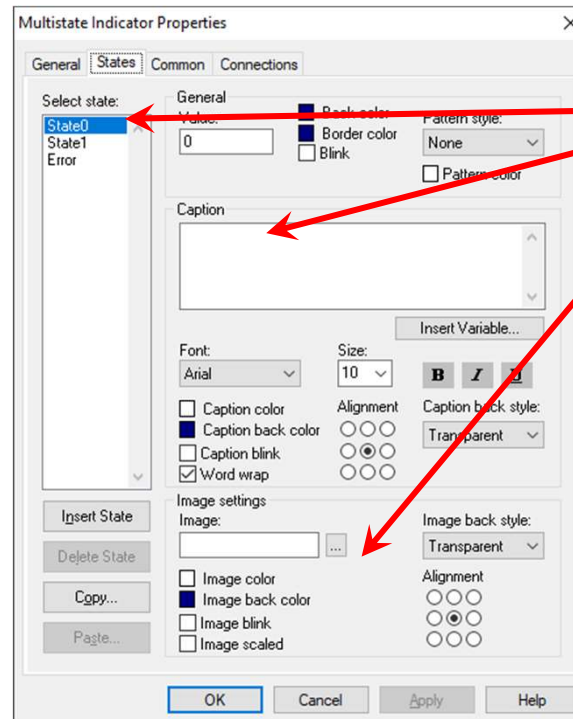 Multistate Indicator Properties
General States Common Connections
Select state:
State0
State1
Error
General
Value:
0
Back color
Border color
Blink
Pattern style:
None
Pattern color
Caption
Insert Variable...
Font:
Arial
Size:
10
B I U
Caption color
Caption back color
Caption blink
Word wrap
Alignment
Caption back style:
Transparent
Insert State
Delete State
Copy...
Paste...
Image settings
Image:
...
Image back style:
Transparent
Image color
Image back color
Image blink
Image scaled
Alignment
OK Cancel Apply Help